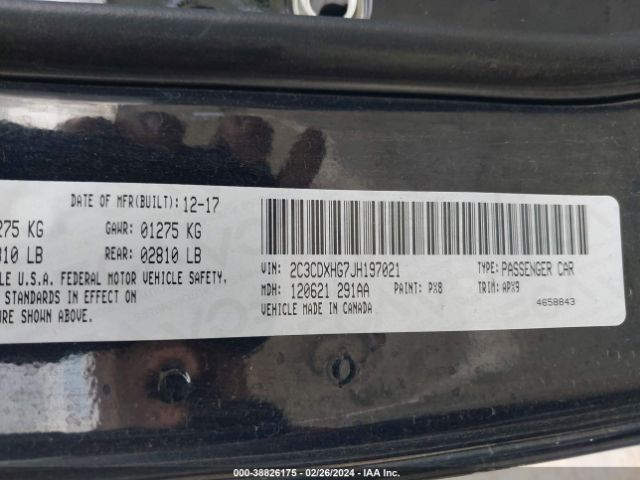 DATE OF MFR(BUILT): 12-17
275 KG GAWR: 01275 KG
810 LB REAR: 02810 LB
LE U.S.A. FEDERAL MOTOR VEHICLE SAFETY,
STANDARDS IN EFFECT ON
URE SHOWN ABOVE.
VIN: 2C3CDXHG7JH197021 TYPE: PASSENGER CAR
MDH: 120621 291AA PAINT: PX8 TRIM: APX9
VEHICLE MADE IN CANADA
4658843
000-38826175 — 02/26/2024 — IAA Inc.